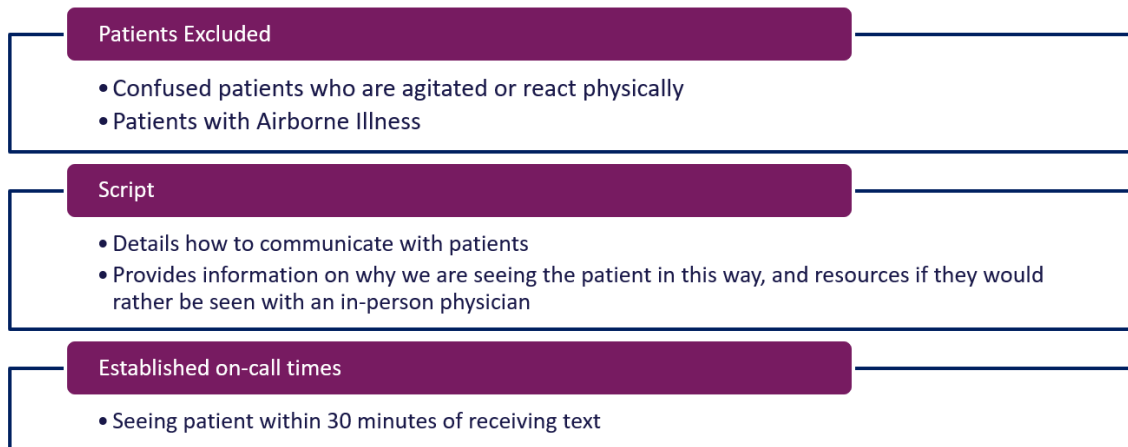 Patients Excluded
• Confused patients who are agitated or react physically
• Patients with Airborne Illness
Script
• Details how to communicate with patients
• Provides information on why we are seeing the patient in this way, and resources if they would
rather be seen with an in-person physician
Established on-call times
• Seeing patient within 30 minutes of receiving text